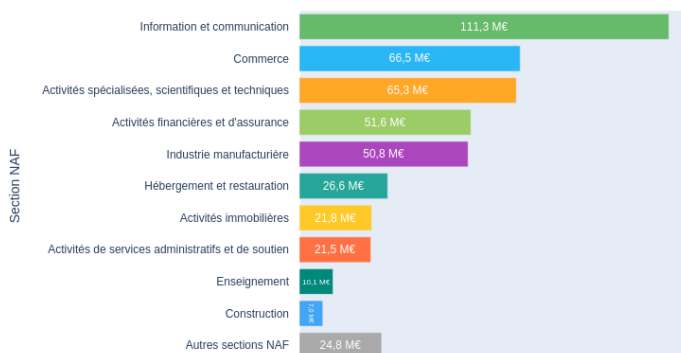 Section NAF
Information et communication 111,3 M€
Commerce 66,5 M€
Activités spécialisées, scientifiques et techniques 65,3 M€
Activités financières et d'assurance 51,6 M€
Industrie manufacturière 50,8 M€
Hébergement et restauration 26,6 M€
Activités immobilières 21,8 M€
Activités de services administratifs et de soutien 21,5 M€
Enseignement 10,1 M€
Construction 7,0 M€
Autres sections NAF 24,8 M€